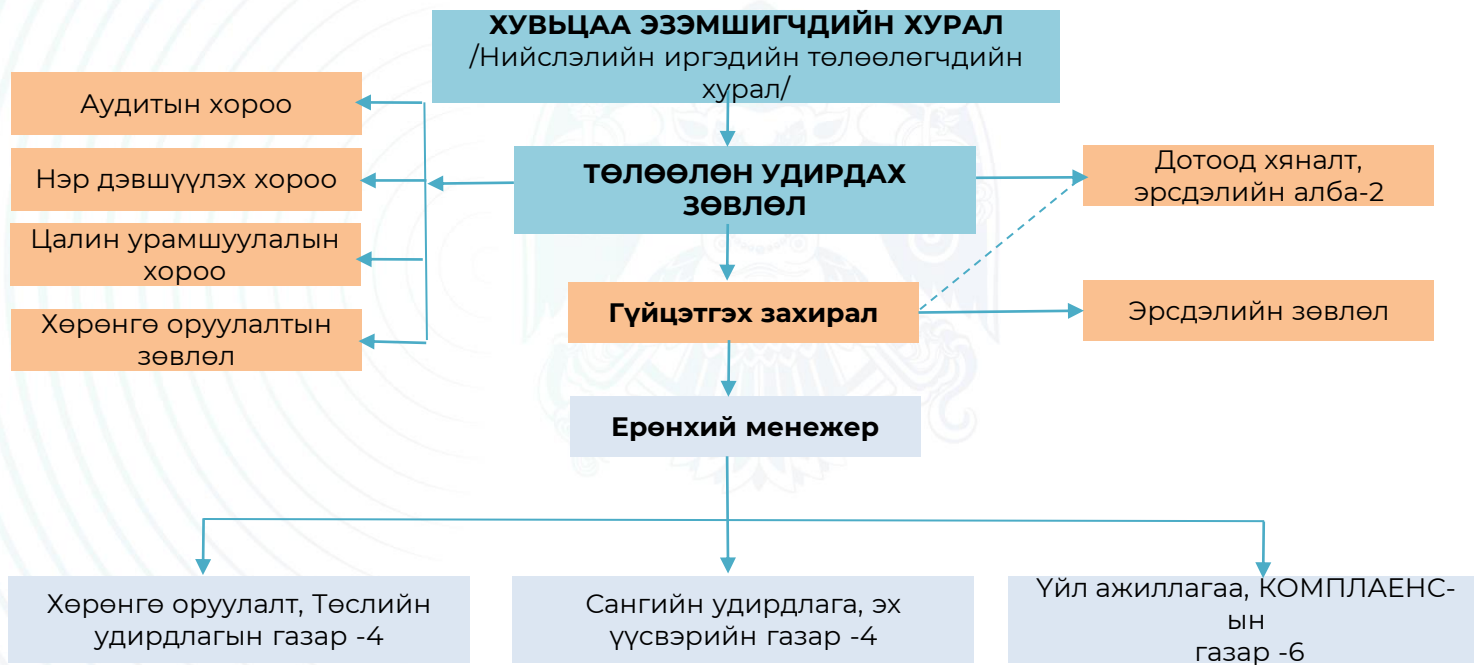 ХУВЬЦАА ЭЗЭМШИГЧДИЙН ХУРАЛ
/Нийслэлийн иргэдийн төлөөлөгчдийн
хурал/
Аудитын хороо
Нэр дэвшүүлэх хороо
Цалин урамшуулалын
хороо
Хөрөнгө оруулалтын
зөвлөл
ТӨЛӨӨЛӨН УДИРДАХ
ЗӨВЛӨЛ
Дотоод хяналт,
эрсдэлийн алба-2
Гүйцэтгэх захирал
Эрсдэлийн зөвлөл
Ерөнхий менежер
Хөрөнгө оруулалт, Төслийн
удирдлагын газар -4
Сангийн удирдлага, эх
үүсвэрийн газар -4
Үйл ажиллагаа, КОМПЛАЕНС-
ын
газар -6